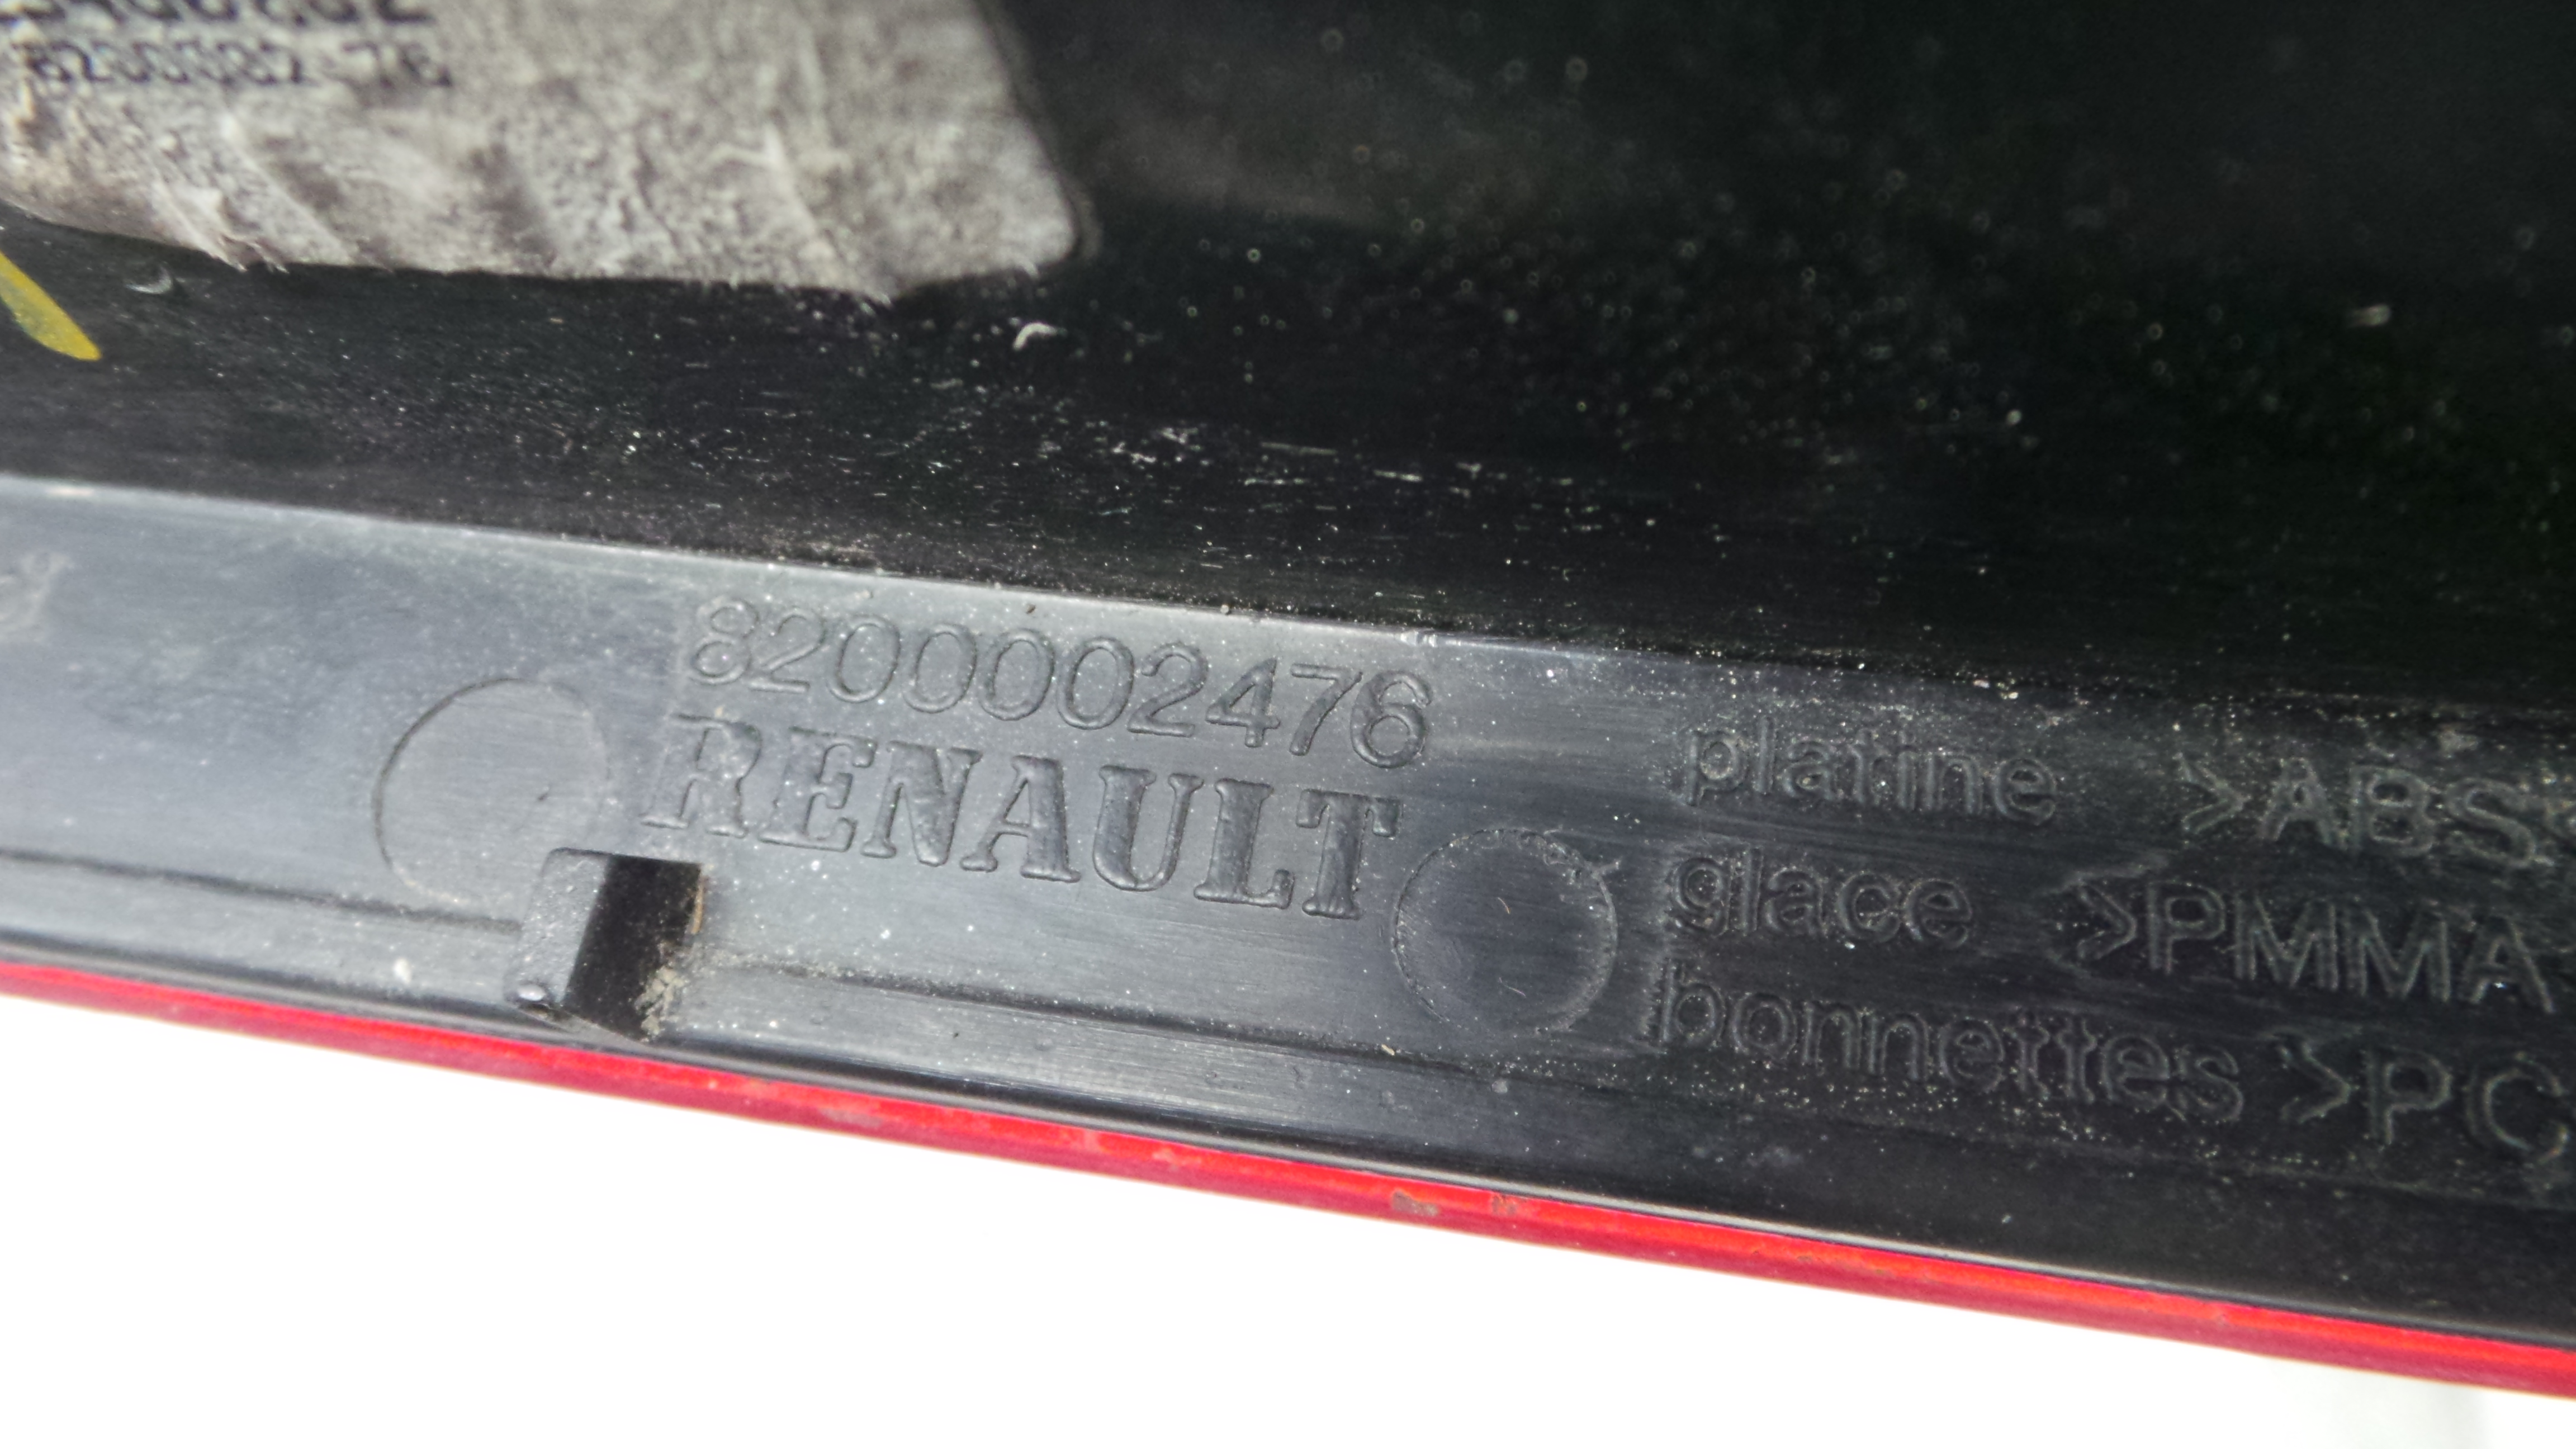 8200002476
RENAULT
platine >ABS
glace >PMMA
bonnettes >PC